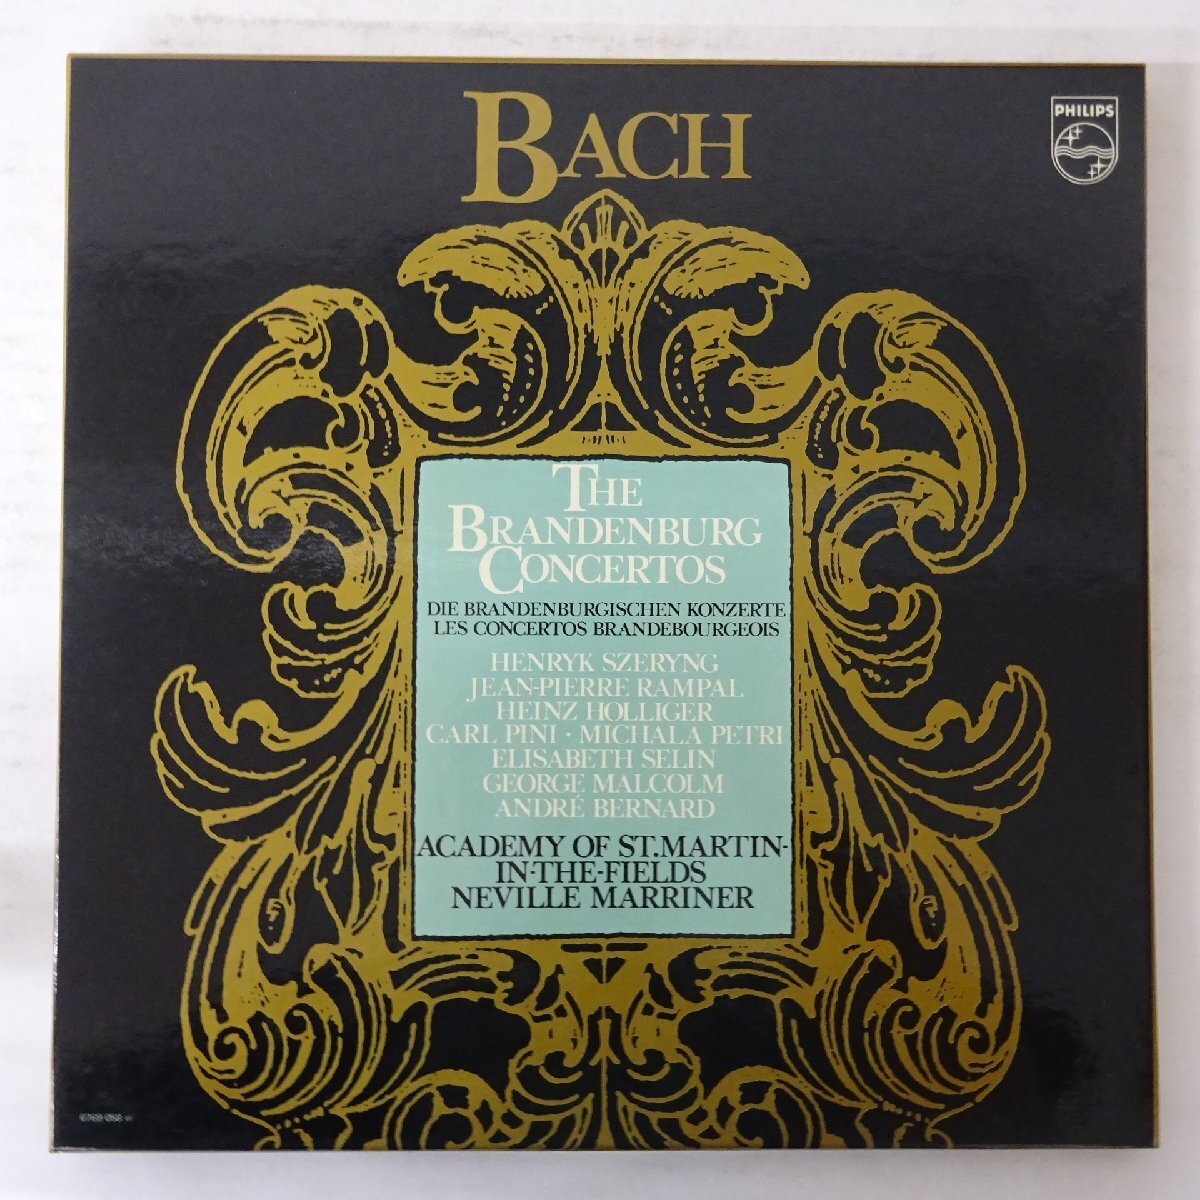 BACH
PHILIPS
THE
BRANDENBURG
CONCERTOS
DIE BRANDENBURGISCHEN KONZERTE
LES CONCERTOS BRANDEBOURGEOIS
HENRYK SZERYNG
JEAN-PIERRE RAMPAL
HEINZ HOLLIGER
CARL PINI · MICHALA PETRI
ELISABETH SELIN
GEORGE MALCOLM
ANDRÉ BERNARD
ACADEMY OF ST.MARTIN-
IN-THE-FIELDS
NEVILLE MARRINER